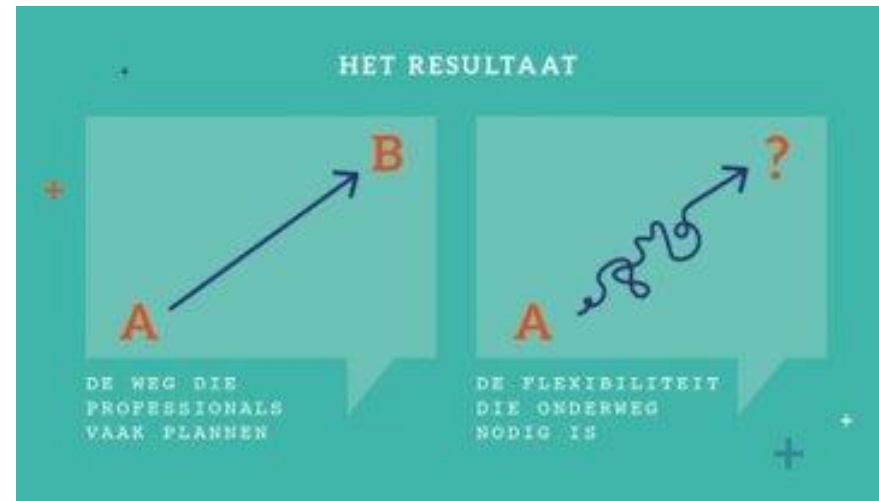 HET RESULTAAT
B
A
DE WEG DIE
PROFESSIONALS
VAAK PLANNEN
?
A
DE FLEXIBILITEIT
DIE ONDERWEG
NODIG IS